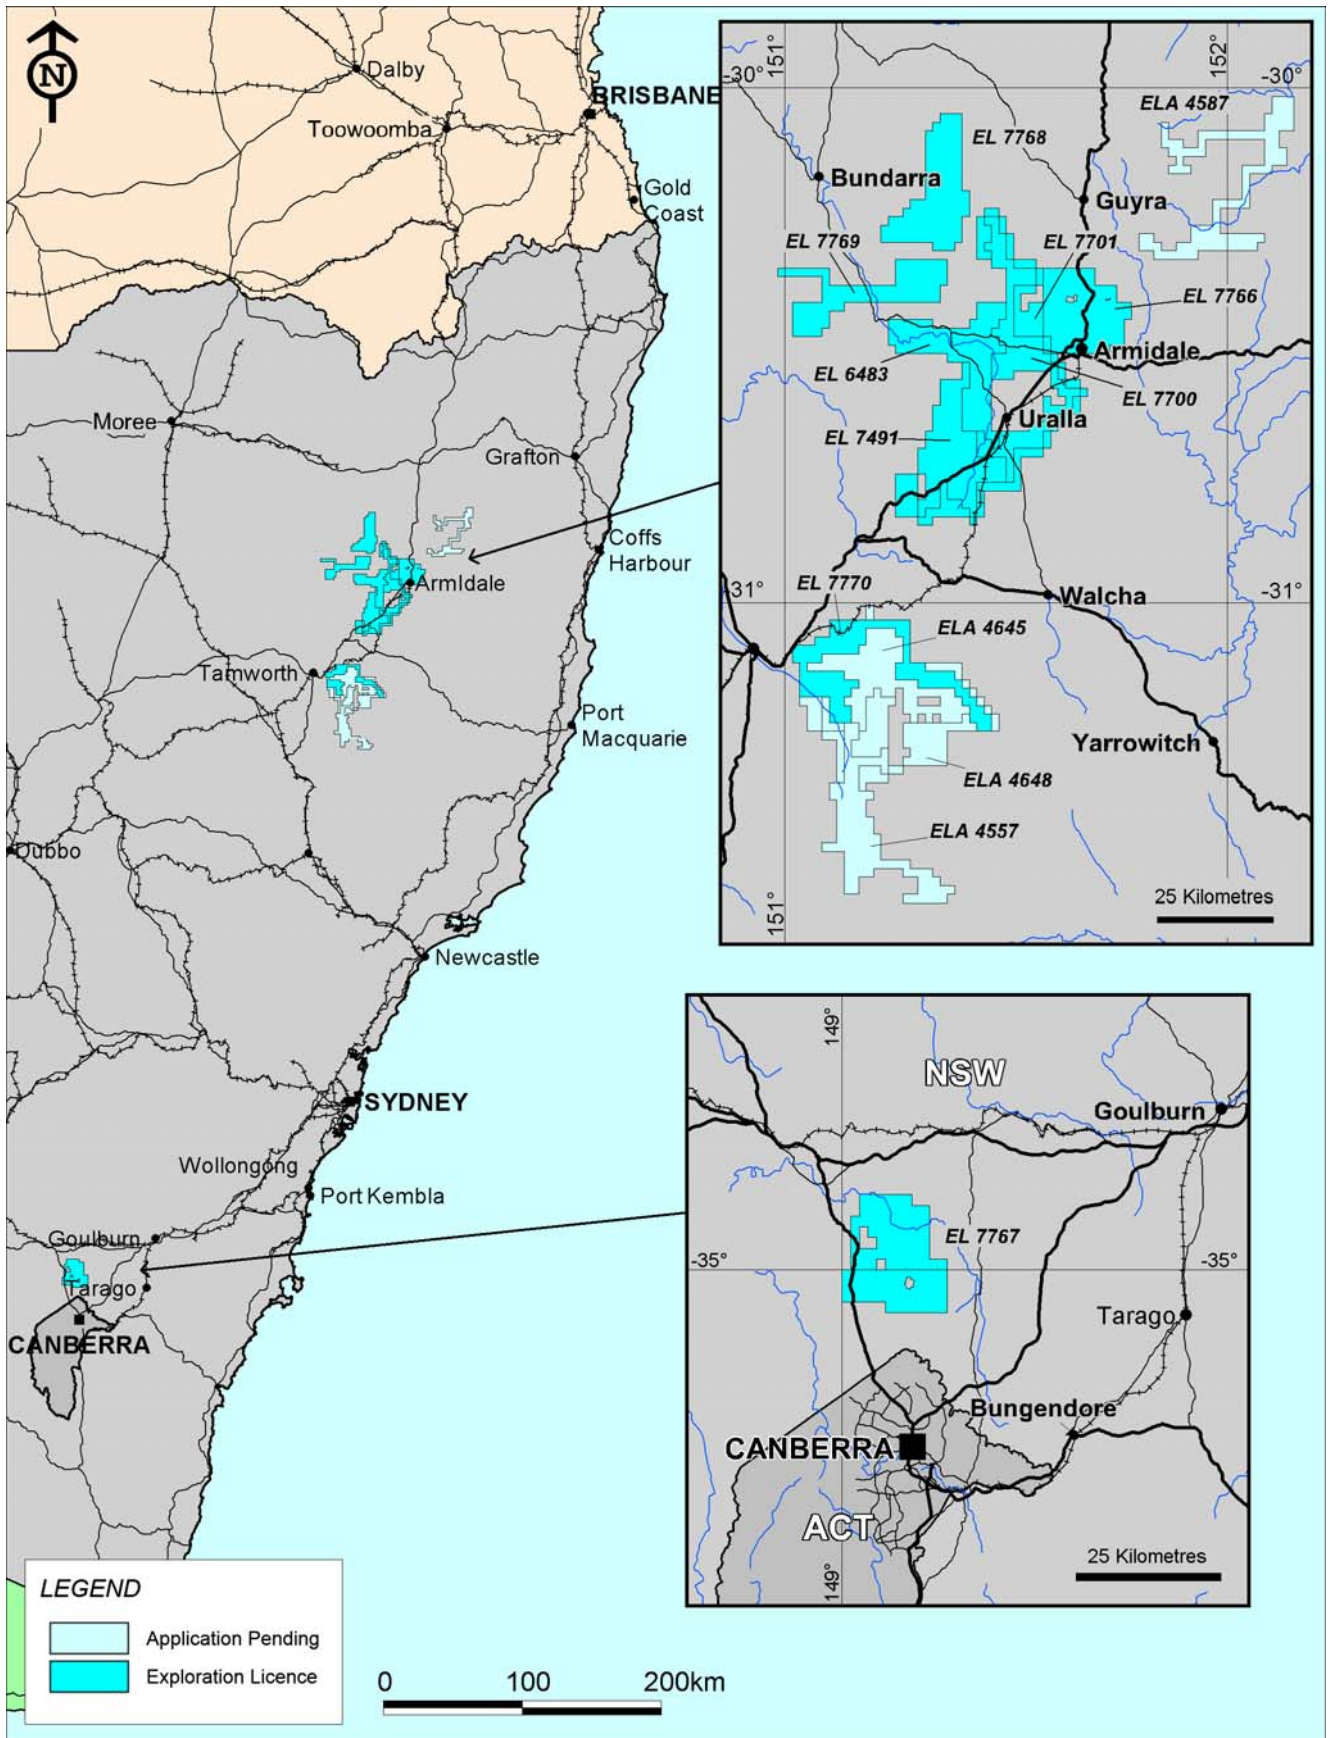 N
Dalby
BRISBANE
Toowoomba
Gold
Coast
Moree
Grafton
Coffs
Harbour
ArmIdale
Tamworth
Port
Macquarie
Dubbo
Newcastle
SYDNEY
Wollongong
Port Kembla
Goulburn
Tarago
CANBERRA
151°
152°
-30°
-30°
ELA 4587
EL 7768
Bundarra
Guyra
EL 7769
EL 7701
EL 7766
Armidale
EL 6483
EL 7700
Uralla
EL 7491
EL 7770
-31°
-31°
Walcha
ELA 4645
Yarrowitch
ELA 4648
ELA 4557
25 Kilometres
151°
149°
NSW
Goulburn
EL 7767
-35°
-35°
Tarago
Bungendore
CANBERRA
ACT
25 Kilometres
149°
LEGEND
Application Pending
Exploration Licence
0 100 200km